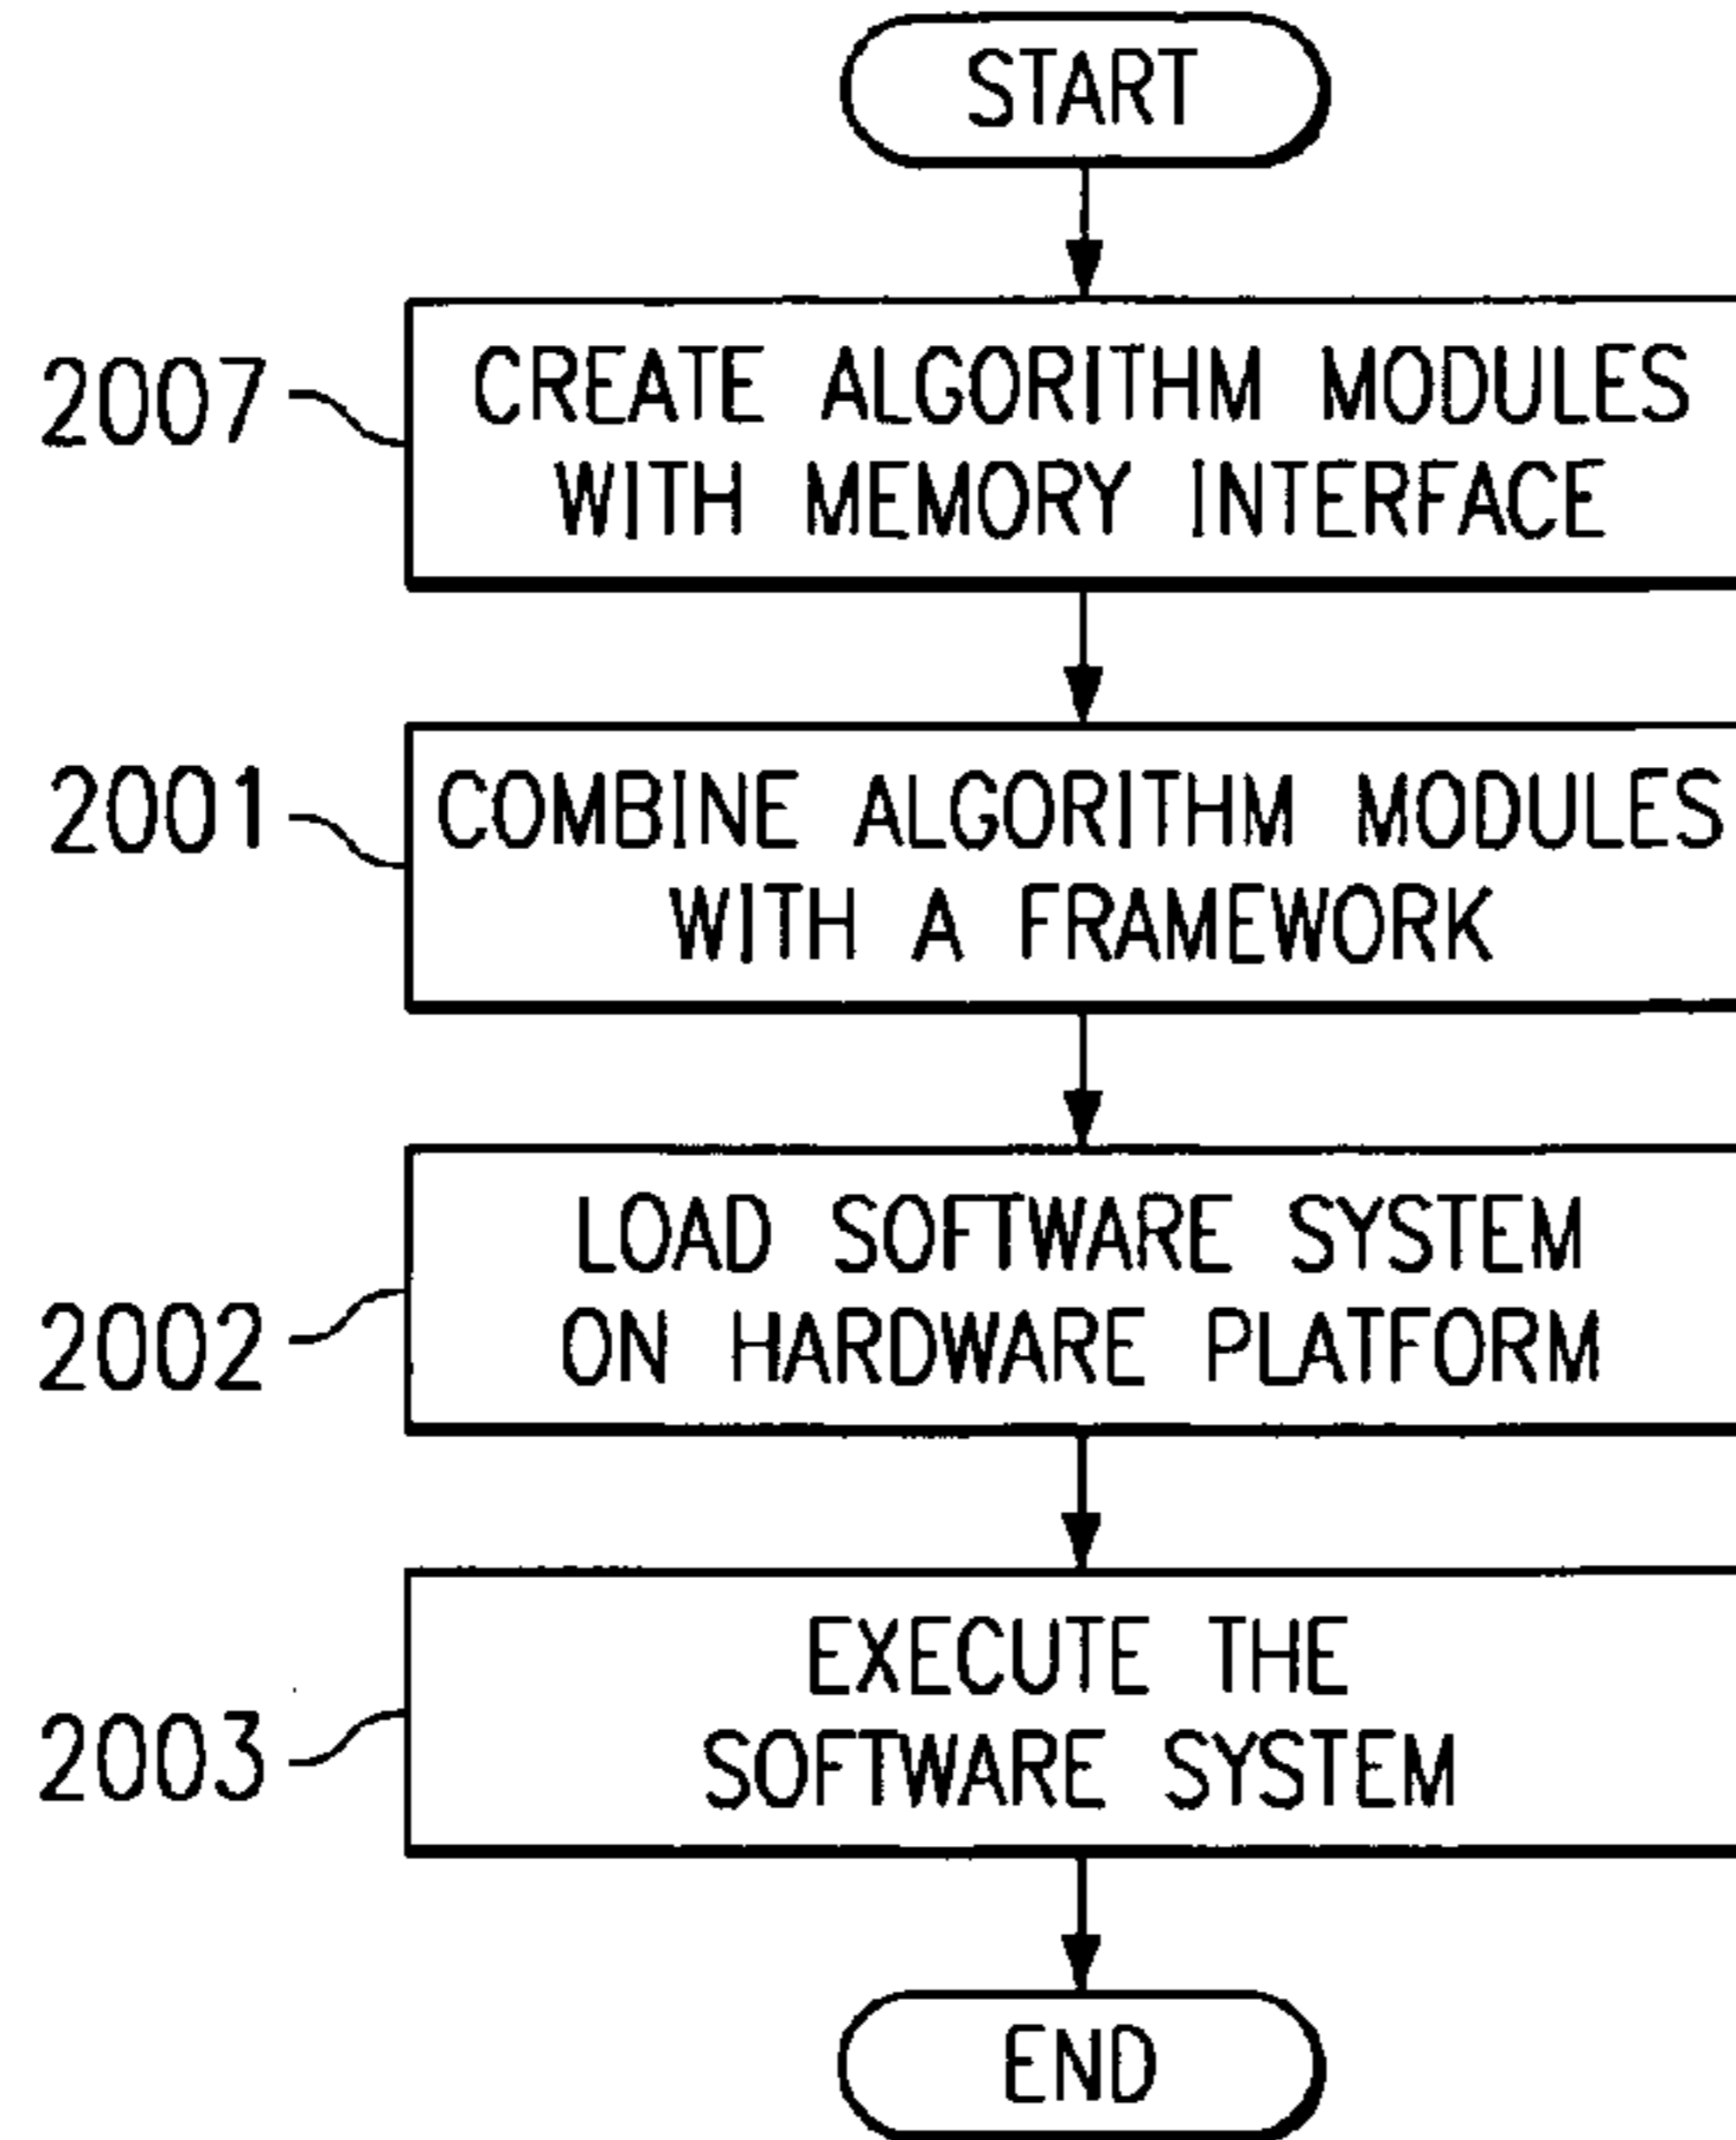 START
2007
CREATE ALGORITHM MODULES
WITH MEMORY INTERFACE
2001
COMBINE ALGORITHM MODULES
WITH A FRAMEWORK
2002
LOAD SOFTWARE SYSTEM
ON HARDWARE PLATFORM
2003
EXECUTE THE
SOFTWARE SYSTEM
END